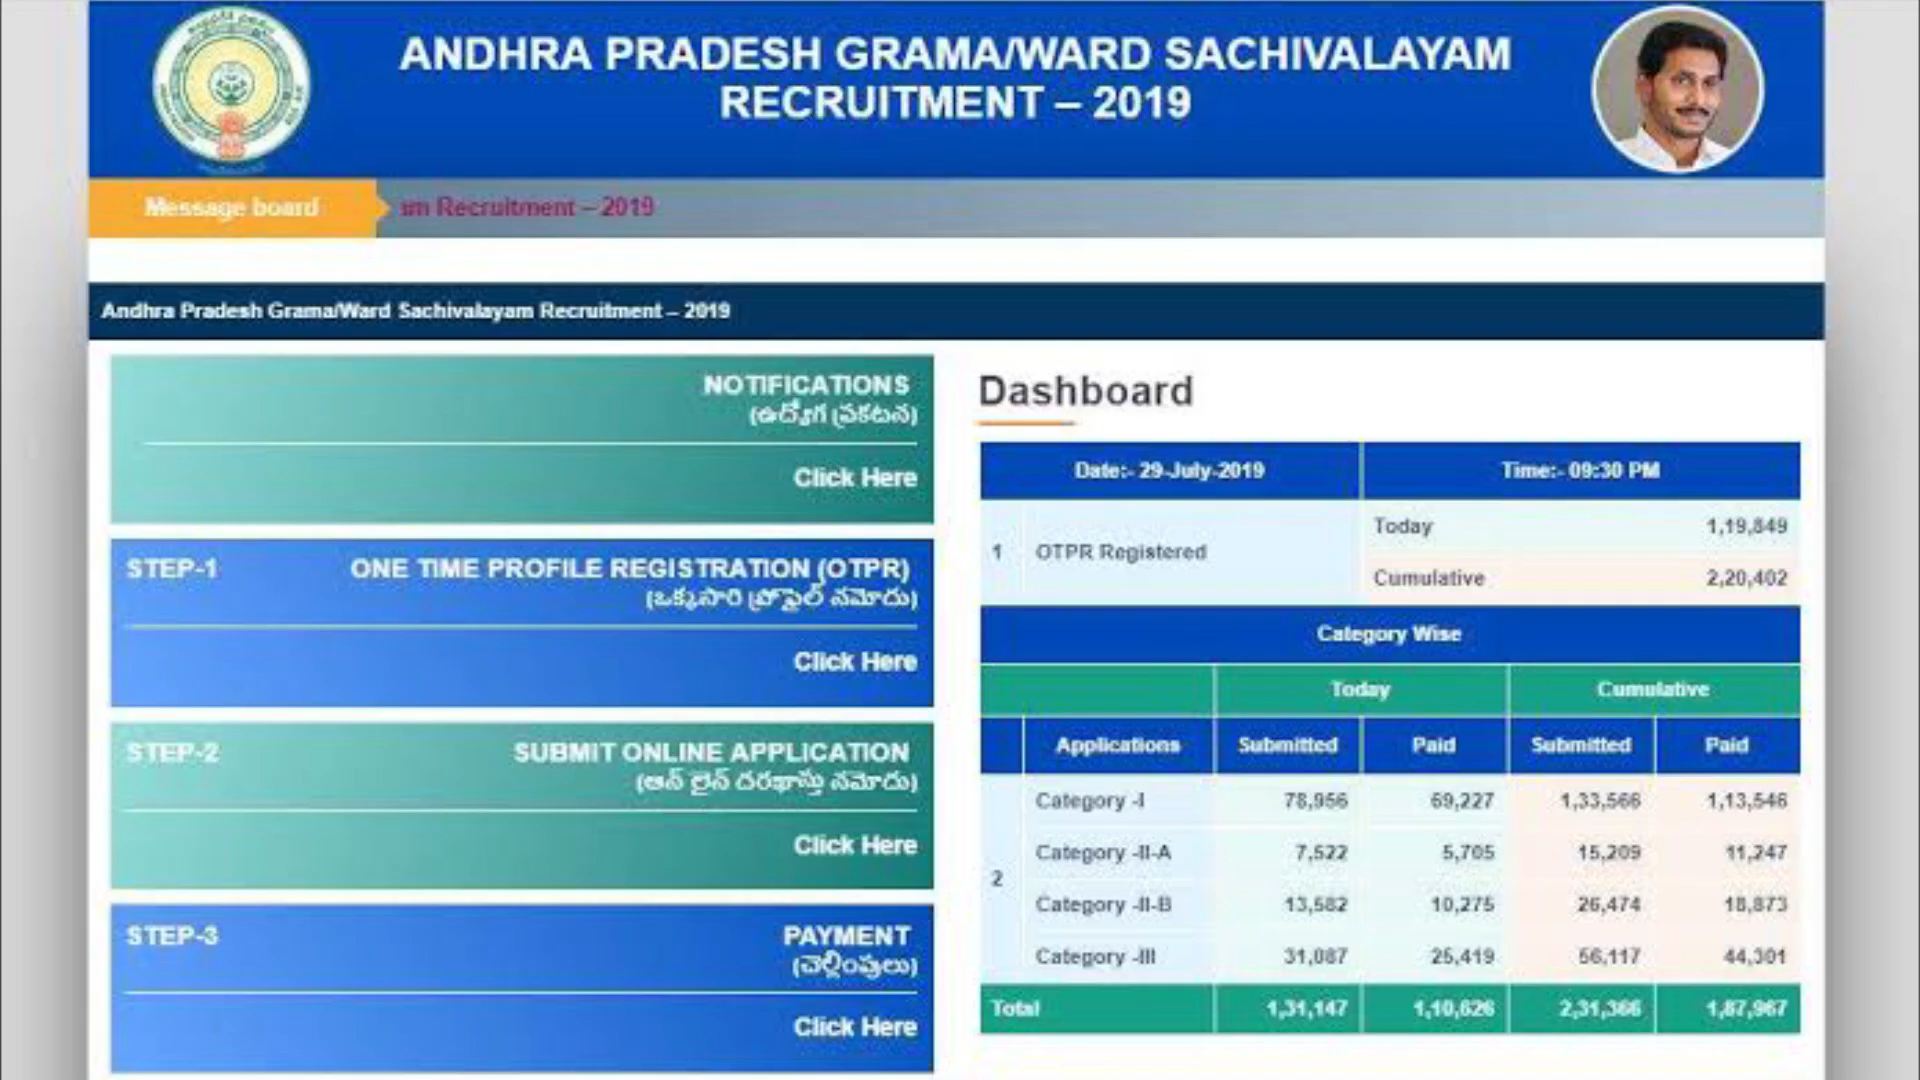 ANDHRA PRADESH GRAMA/WARD SACHIVALAYAM
RECRUITMENT – 2019
Message board
am Recruitment – 2019
Andhra Pradesh Grama/Ward Sachivalayam Recruitment – 2019
NOTIFICATIONS
(ఉద్యోగ ప్రకటన)
Click Here
STEP-1 ONE TIME PROFILE REGISTRATION (OTPR)
(ఒక్కసారి ప్రోఫైల్ నమోదు)
Click Here
STEP-2 SUBMIT ONLINE APPLICATION
(ఆన్ లైన్ దరఖాస్తు నమోదు)
Click Here
STEP-3 PAYMENT
(చెల్లింపులు)
Click Here
Dashboard
Date:- 29-July-2019 Time:- 09:30 PM
1 OTPR Registered
Today 1,19,849
Cumulative 2,20,402
Category Wise
Today Cumulative
Applications Submitted Paid Submitted Paid
2
Category -I 78,956 69,227 1,33,566 1,13,546
Category -II-A 7,522 5,705 15,209 11,247
Category -II-B 13,582 10,275 26,474 18,873
Category -III 31,087 25,419 56,117 44,301
Total 1,31,147 1,10,626 2,31,366 1,87,967